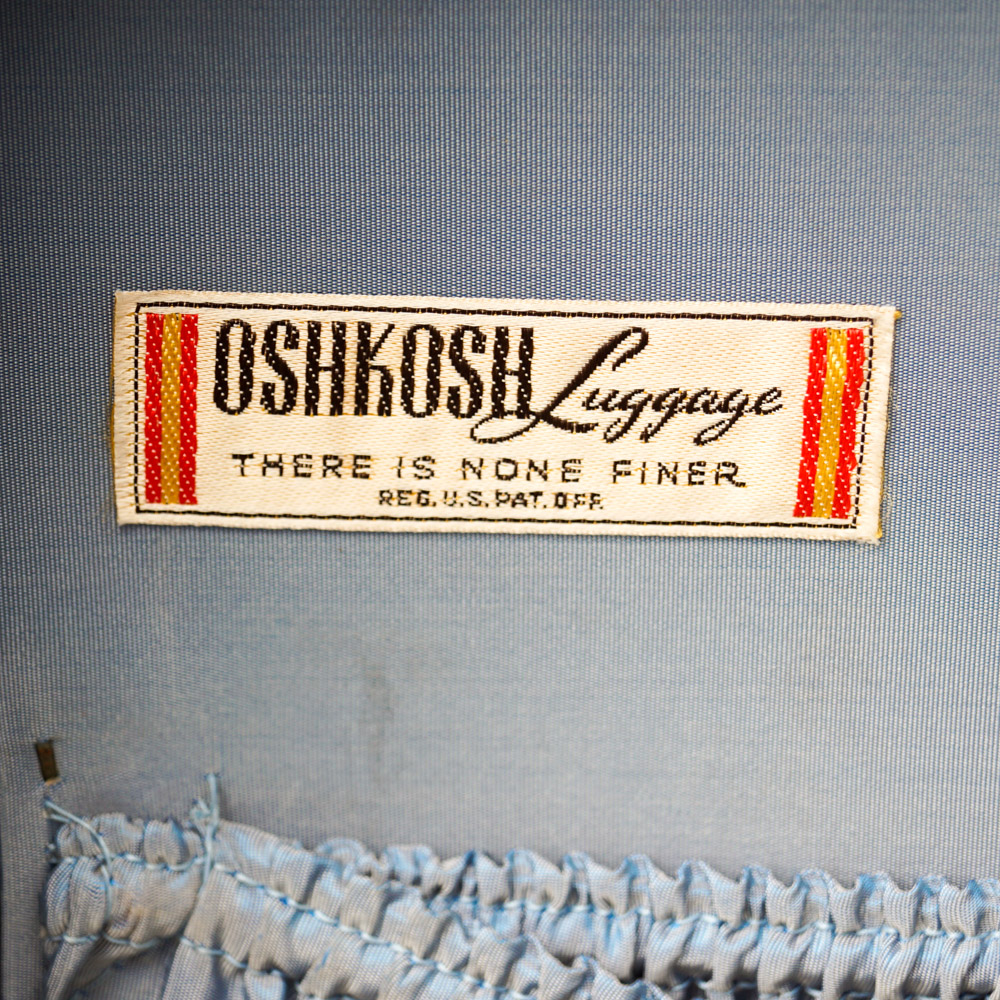 OSHKOSH Luggage
THERE IS NONE FINER
REG. U.S. PAT. OFF.